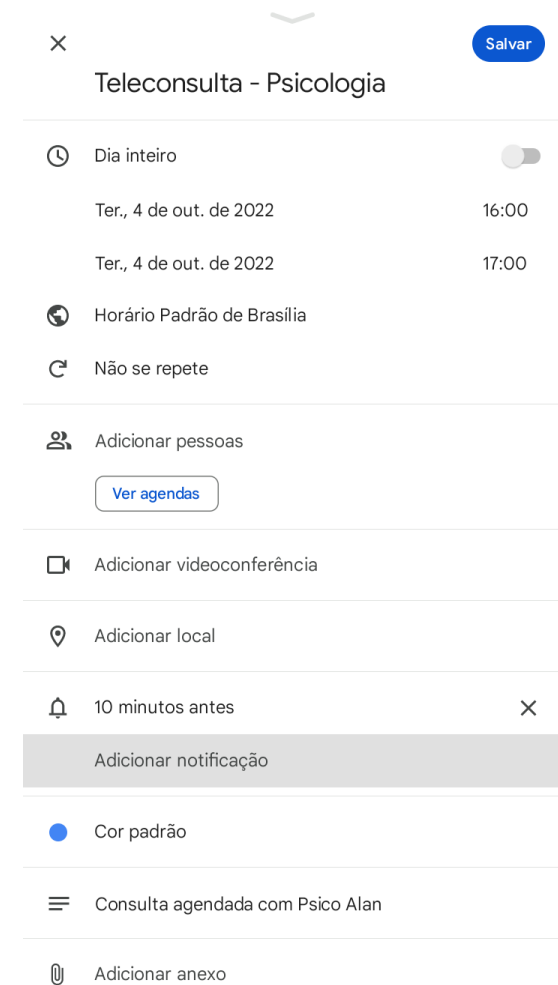 Salvar
Teleconsulta - Psicologia
Dia inteiro
Ter., 4 de out. de 2022 16:00
Ter., 4 de out. de 2022 17:00
Horário Padrão de Brasília
Não se repete
Adicionar pessoas
Ver agendas
Adicionar videoconferência
Adicionar local
10 minutos antes
Adicionar notificação
Cor padrão
Consulta agendada com Psico Alan
Adicionar anexo